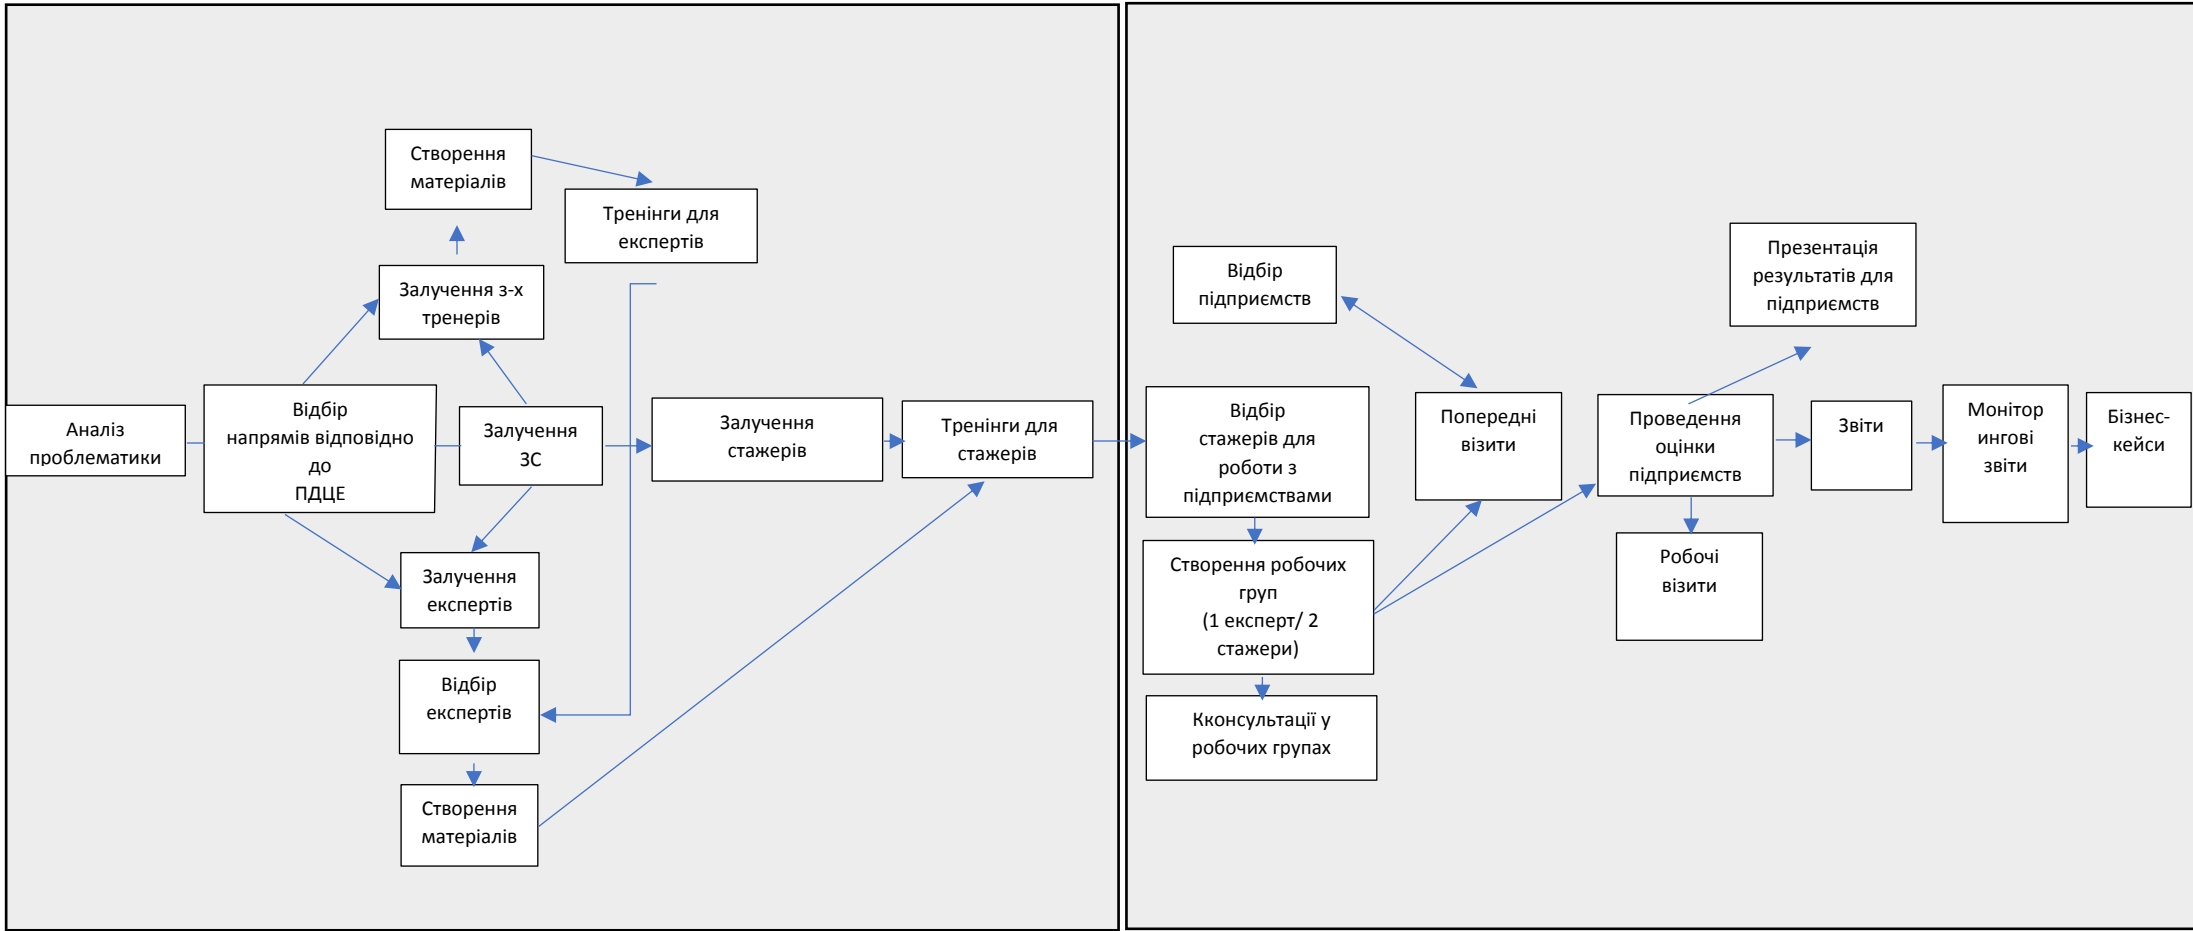 Створення
матеріалів
Тренінги для
експертів
Залучення з-х
тренерів
Аналіз
проблематики
Відбір
напрямів відповідно
до
ПДЦЕ
Залучення
ЗС
Залучення
стажерів
Тренінги для
стажерів
Залучення
експертів
Відбір
експертів
Створення
матеріалів
Відбір
підприємств
Презентація
результатів для
підприємств
Відбір
стажерів для
роботи з
підприємствами
Попередні
візити
Проведення
оцінки
підприємств
Звіти
Монітор
ингові
звіти
Бізнес-
кейси
Створення робочих
груп
(1 експерт/ 2
стажери)
Робочі
візити
Кконсультації у
робочих групах